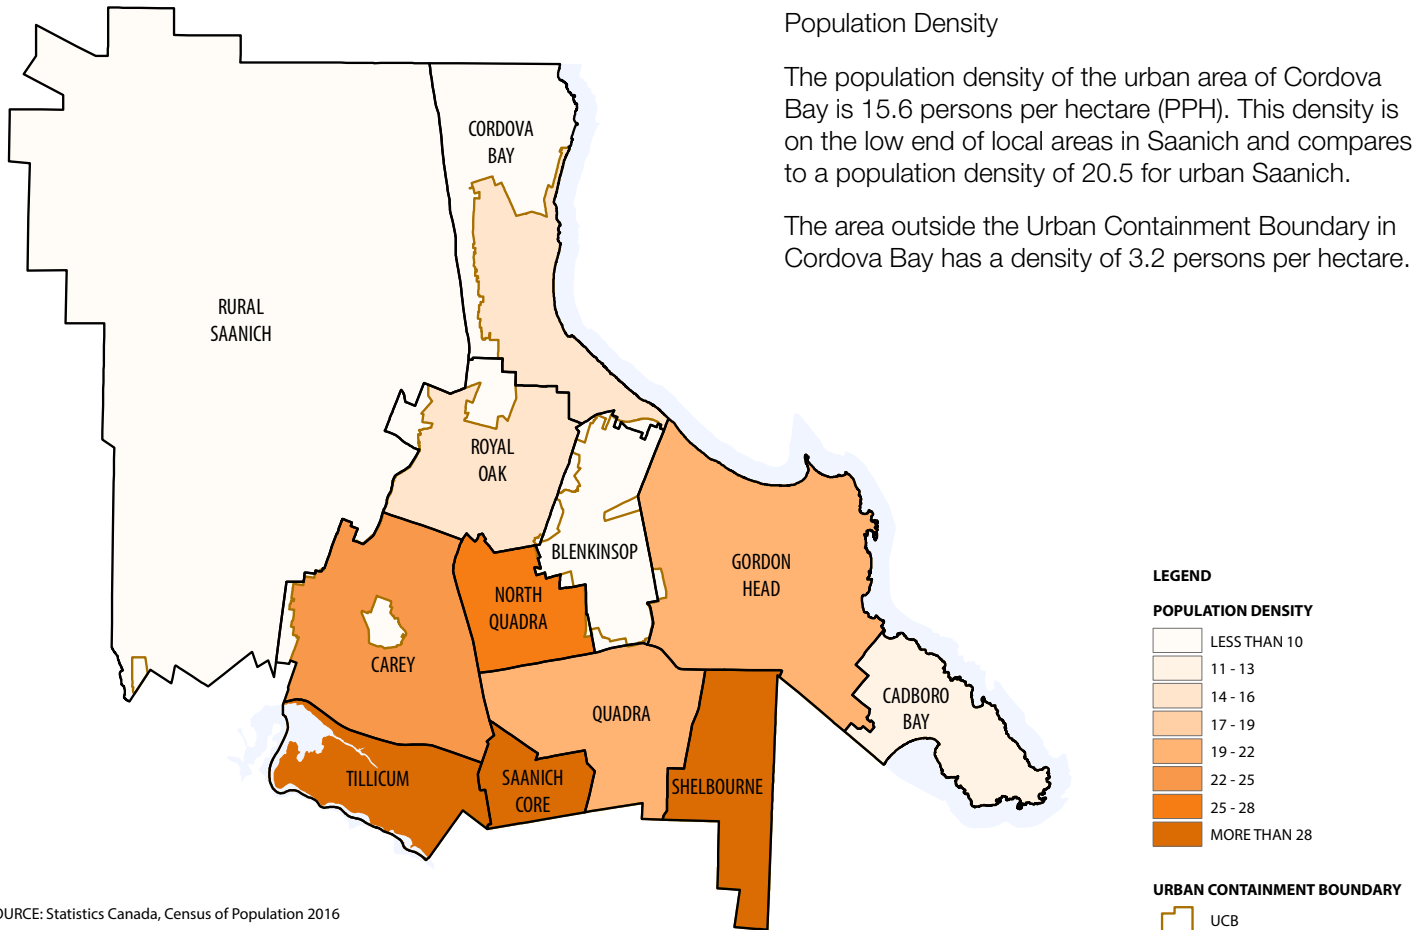 Population Density
The population density of the urban area of Cordova
Bay is 15.6 persons per hectare (PPH). This density is
on the low end of local areas in Saanich and compares
to a population density of 20.5 for urban Saanich.
The area outside the Urban Containment Boundary in
Cordova Bay has a density of 3.2 persons per hectare.
CORDOVA
BAY
RURAL
SAANICH
ROYAL
OAK
BLENKINSOP
GORDON
HEAD
NORTH
QUADRA
CAREY
CADBORO
BAY
QUADRA
TILLICUM
SAANICH
CORE
SHELBOURNE
LEGEND
POPULATION DENSITY
LESS THAN 10
11 - 13
14 - 16
17 - 19
19 - 22
22 - 25
25 - 28
MORE THAN 28
URBAN CONTAINMENT BOUNDARY
UCB
OURCE: Statistics Canada, Census of Population 2016